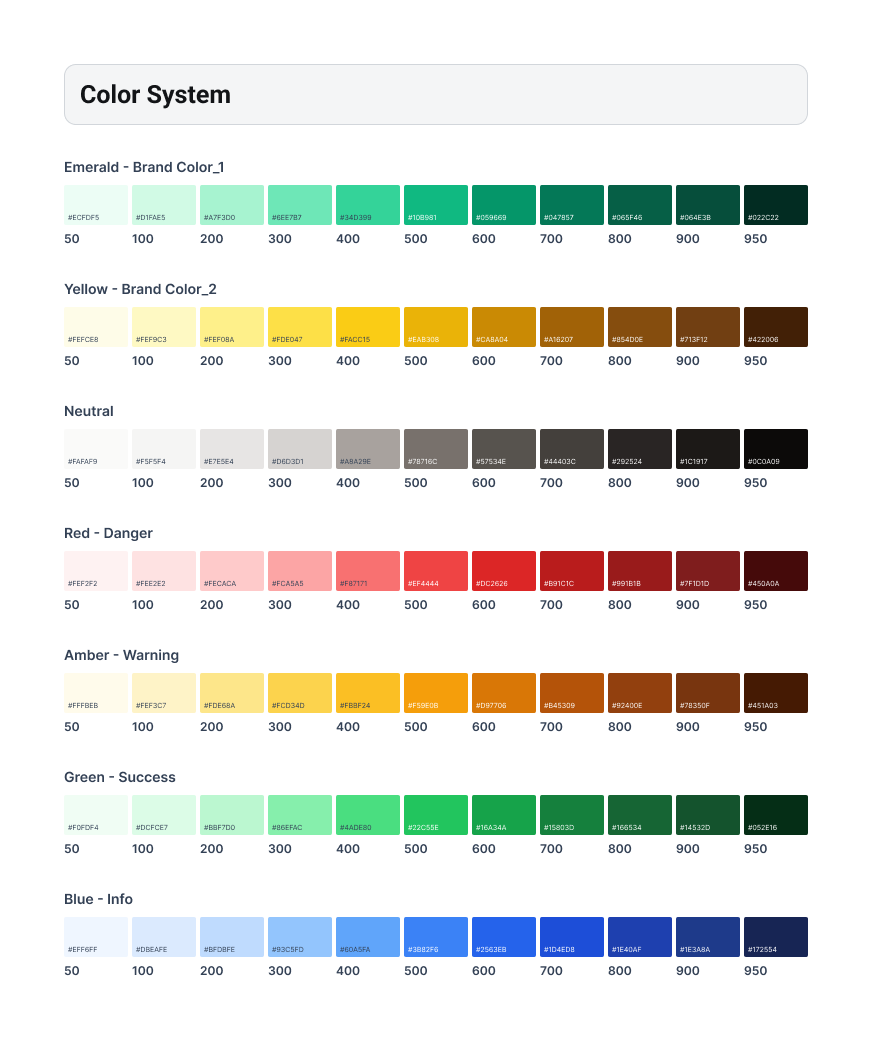 Color System
Emerald - Brand Color_1
#ECFDF5 #D1FAE5 #A7F3D0 #6EE7B7 #34D399 #10B981 #059669 #047857 #065F46 #064E3B #022C22
50 100 200 300 400 500 600 700 800 900 950
Yellow - Brand Color_2
#FEFCE8 #FEF9C3 #FEF08A #FDE047 #FACC15 #EAB308 #CA8A04 #A16207 #854D0E #713F12 #422006
50 100 200 300 400 500 600 700 800 900 950
Neutral
#FAFAF9 #F5F5F4 #E7E5E4 #D6D3D1 #A8A29E #78716C #57534E #44403C #292524 #1C1917 #0C0A09
50 100 200 300 400 500 600 700 800 900 950
Red - Danger
#FEF2F2 #FEE2E2 #FECACA #FCA5A5 #F87171 #EF4444 #DC2626 #B91C1C #991B1B #7F1D1D #450A0A
50 100 200 300 400 500 600 700 800 900 950
Amber - Warning
#FFFBEB #FEF3C7 #FDE68A #FCD34D #FBBF24 #F59E0B #D97706 #B45309 #92400E #78350F #451A03
50 100 200 300 400 500 600 700 800 900 950
Green - Success
#F0FDF4 #DCFCE7 #BBF7D0 #86EFAC #4ADE80 #22C55E #16A34A #15803D #166534 #14532D #052E16
50 100 200 300 400 500 600 700 800 900 950
Blue - Info
#EFF6FF #DBEAFE #BFDBFE #93C5FD #60A5FA #3B82F6 #2563EB #1D4ED8 #1E40AF #1E3A8A #172554
50 100 200 300 400 500 600 700 800 900 950